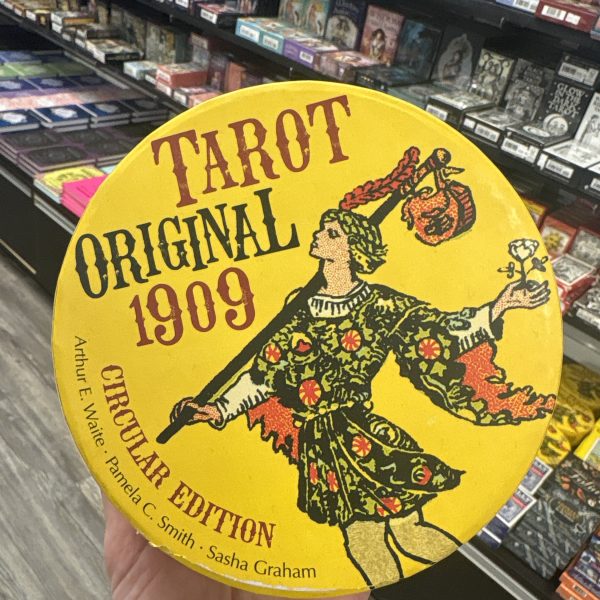 TAROT
ORIGINAL
1909
CIRCULAR EDITION
Arthur E. Waite · Pamela C. Smith · Sasha Graham